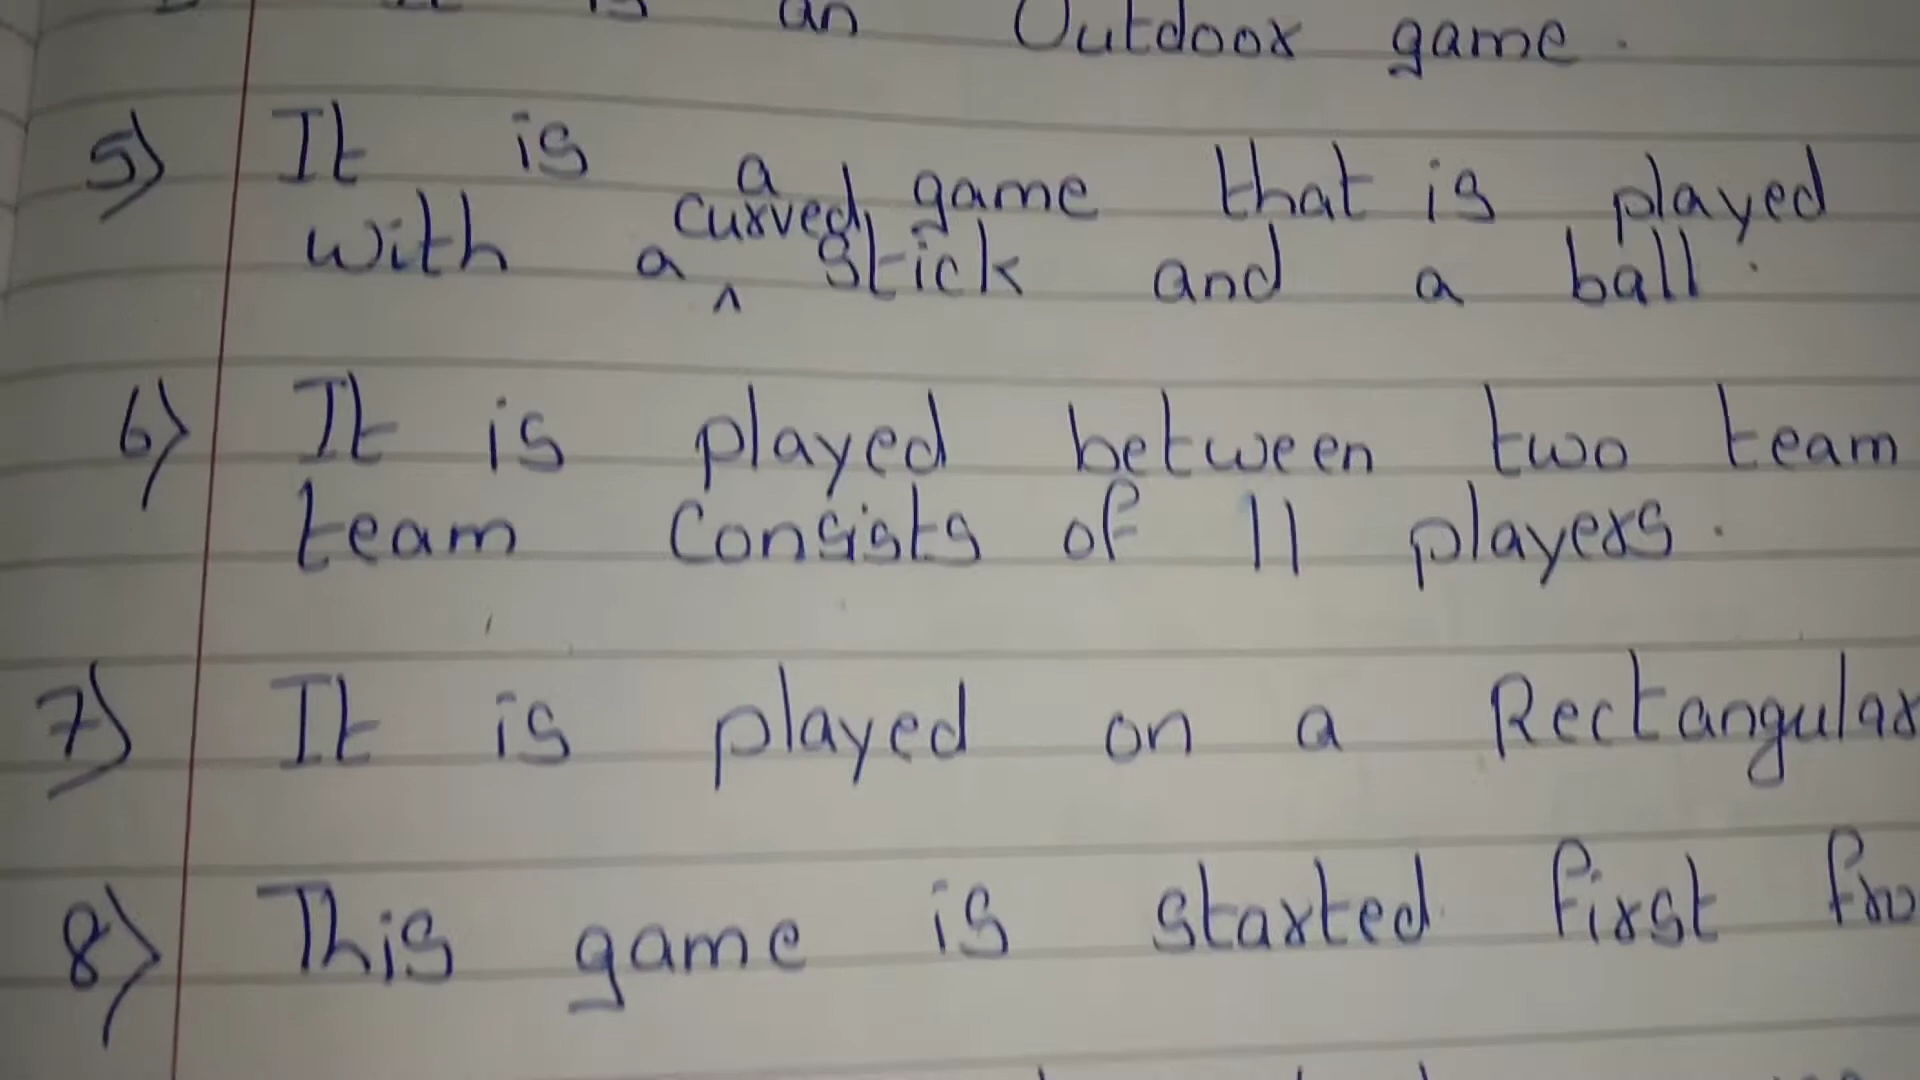 is an Outdoor game.
5) It is a game that is played
with a curved stick and a ball.
6) It is played between two team
team Consists of 11 players.
7) It is played on a Rectangular
8) This game is started first